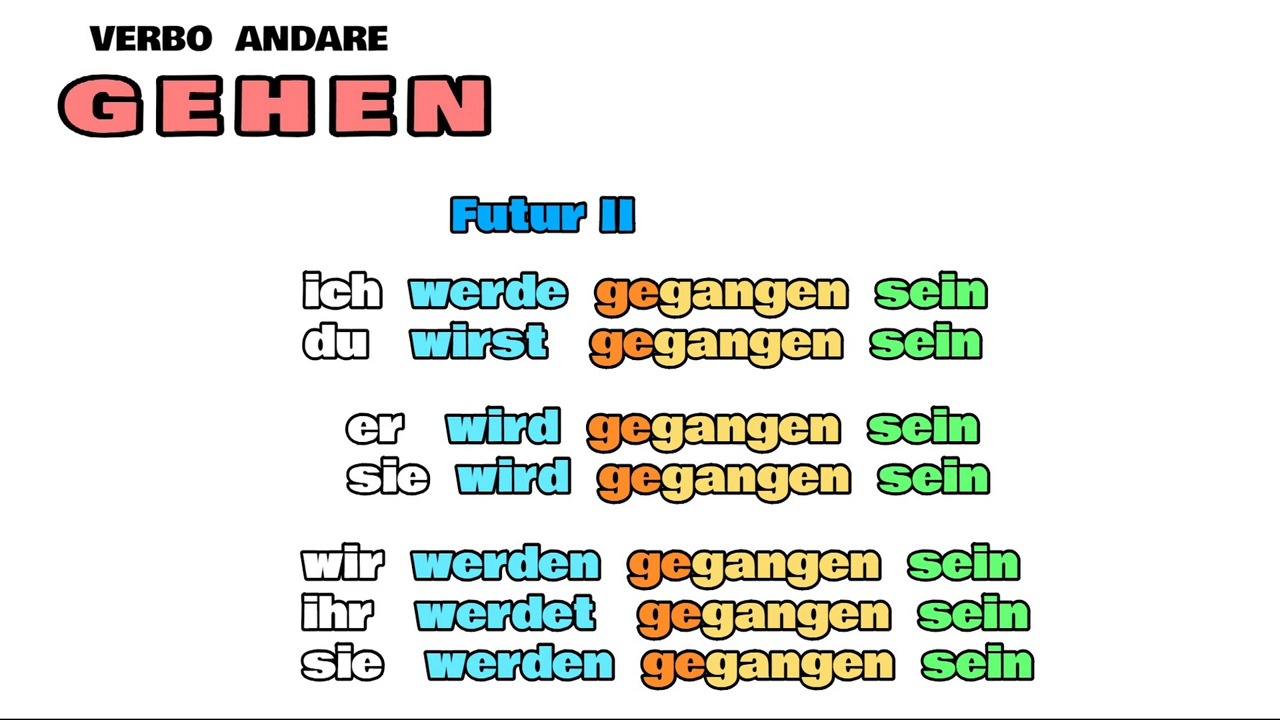 VERBO ANDARE
GEHEN
Futur II
ich werde gegangen sein
du wirst gegangen sein
er wird gegangen sein
sie wird gegangen sein
wir werden gegangen sein
ihr werdet gegangen sein
sie werden gegangen sein